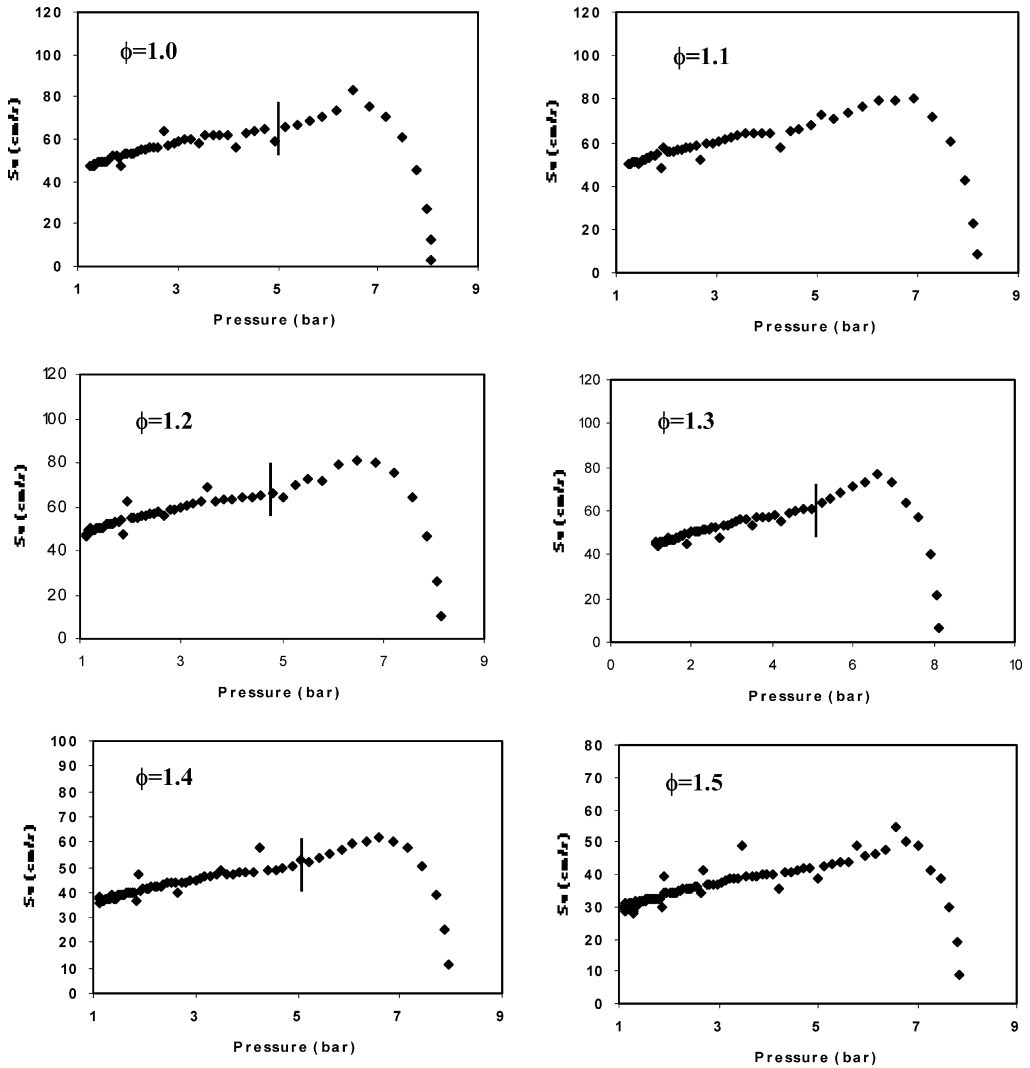 120
100
80
60
40
20
0
ϕ=1.0
Su (cm/s)
1 3 5 7 9
Pressure (bar)
120
100
80
60
40
20
0
ϕ=1.1
Su (cm/s)
1 3 5 7 9
Pressure (bar)
120
100
80
60
40
20
0
ϕ=1.2
Su (cm/s)
1 3 5 7 9
Pressure (bar)
120
100
80
60
40
20
0
ϕ=1.3
Su (cm/s)
0 2 4 6 8 10
Pressure (bar)
100
90
80
70
60
50
40
30
20
10
0
ϕ=1.4
Su (cm/s)
1 3 5 7 9
Pressure (bar)
80
70
60
50
40
30
20
10
0
ϕ=1.5
Su (cm/s)
1 3 5 7 9
Pressure (bar)